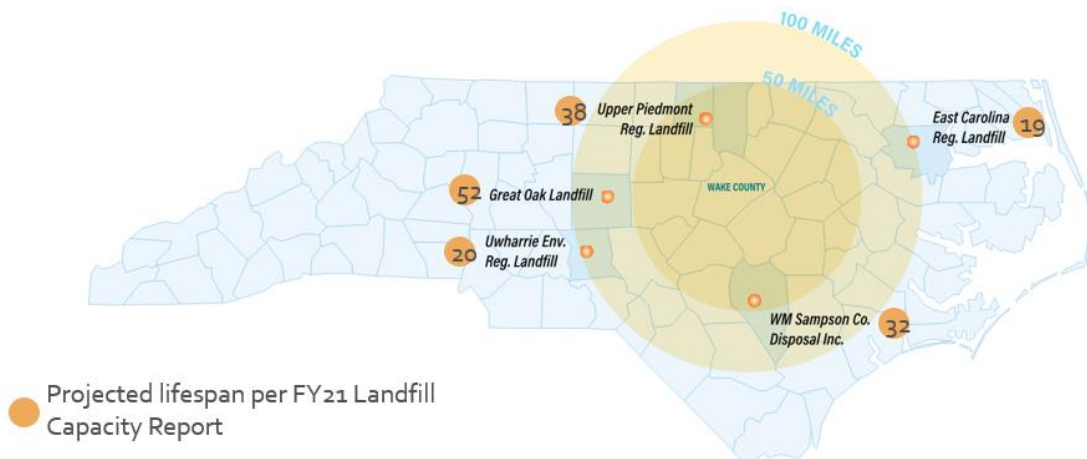 100 MILES
50 MILES
38
Upper Piedmont
Reg. Landfill
East Carolina
Reg. Landfill
19
WAKE COUNTY
52
Great Oak Landfill
20
Uwharrie Env.
Reg. Landfill
WM Sampson Co.
Disposal Inc.
32
Projected lifespan per FY21 Landfill
Capacity Report